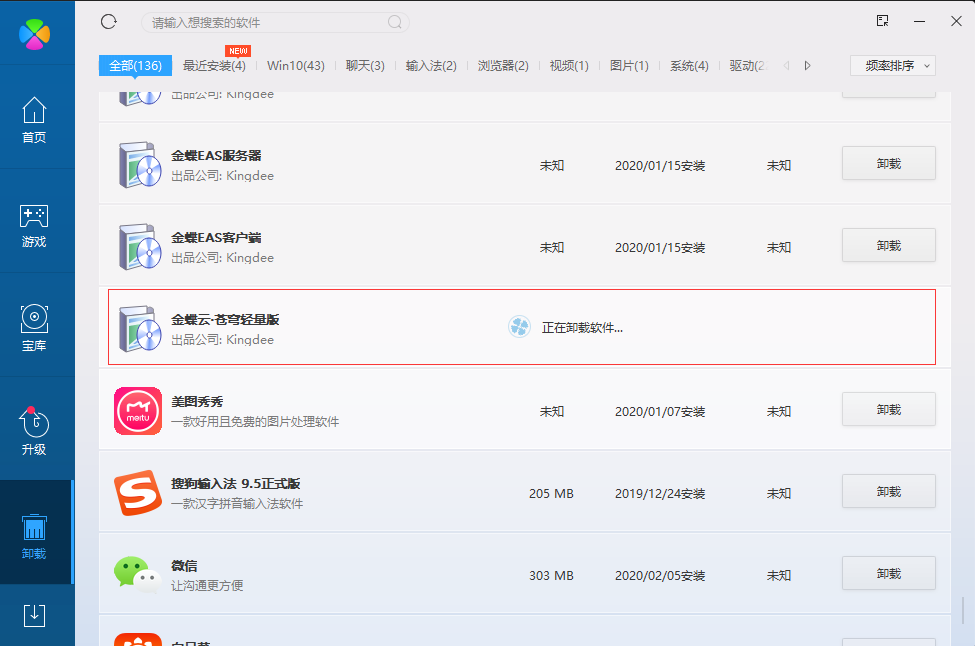 请输入想搜索的软件
NEW
全部(136) 最近安装(4) Win10(43) 聊天(3) 输入法(2) 浏览器(2) 视频(1) 图片(1) 系统(4) 驱动(2 频率排序
出品公司: Kingdee
金蝶EAS服务器
出品公司: Kingdee
未知 2020/01/15安装 未知 卸载
金蝶EAS客户端
出品公司: Kingdee
未知 2020/01/15安装 未知 卸载
金蝶云·苍穹轻量版
出品公司: Kingdee
正在卸载软件...
meitu
美图秀秀
一款好用且免费的图片处理软件
未知 2020/01/07安装 未知 卸载
搜狗输入法 9.5正式版
一款汉字拼音输入法软件
205 MB 2019/12/24安装 未知 卸载
微信
让沟通更方便
303 MB 2020/02/05安装 未知 卸载
首页
游戏
宝库
升级
卸载